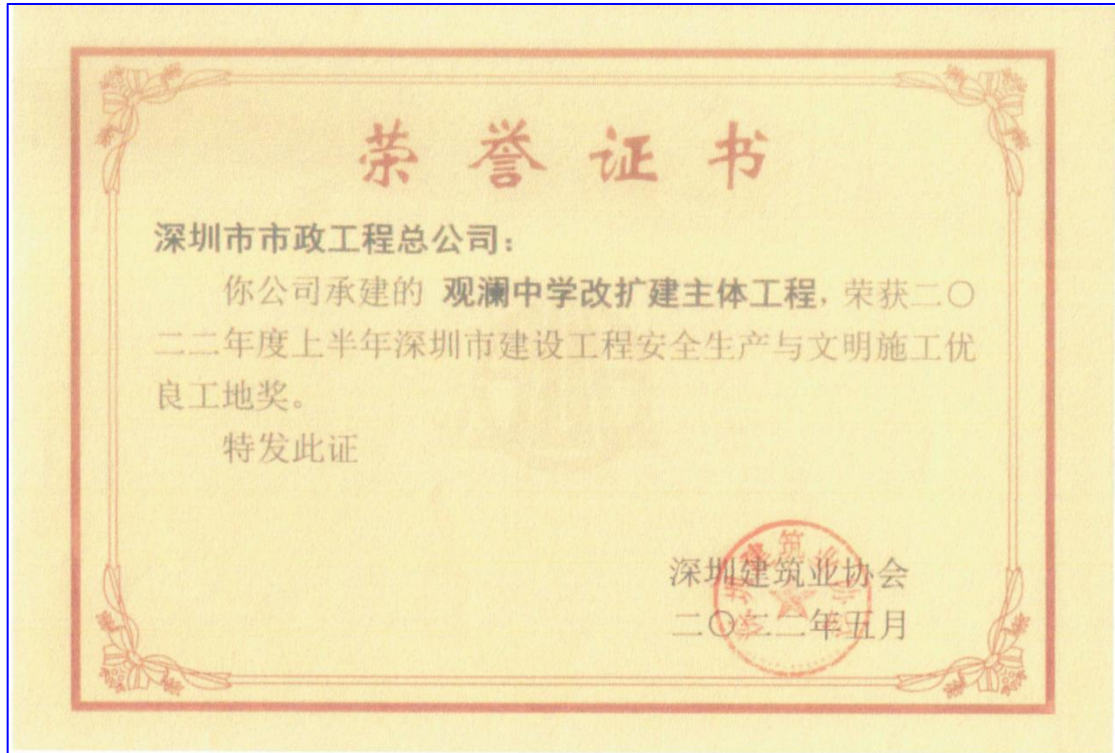 荣誉证书
深圳市市政工程总公司：
你公司承建的 观澜中学改扩建主体工程，荣获二〇
二二年度上半年深圳市建设工程安全生产与文明施工优
良工地奖。
特发此证
深圳建筑业协会
二〇二二年五月